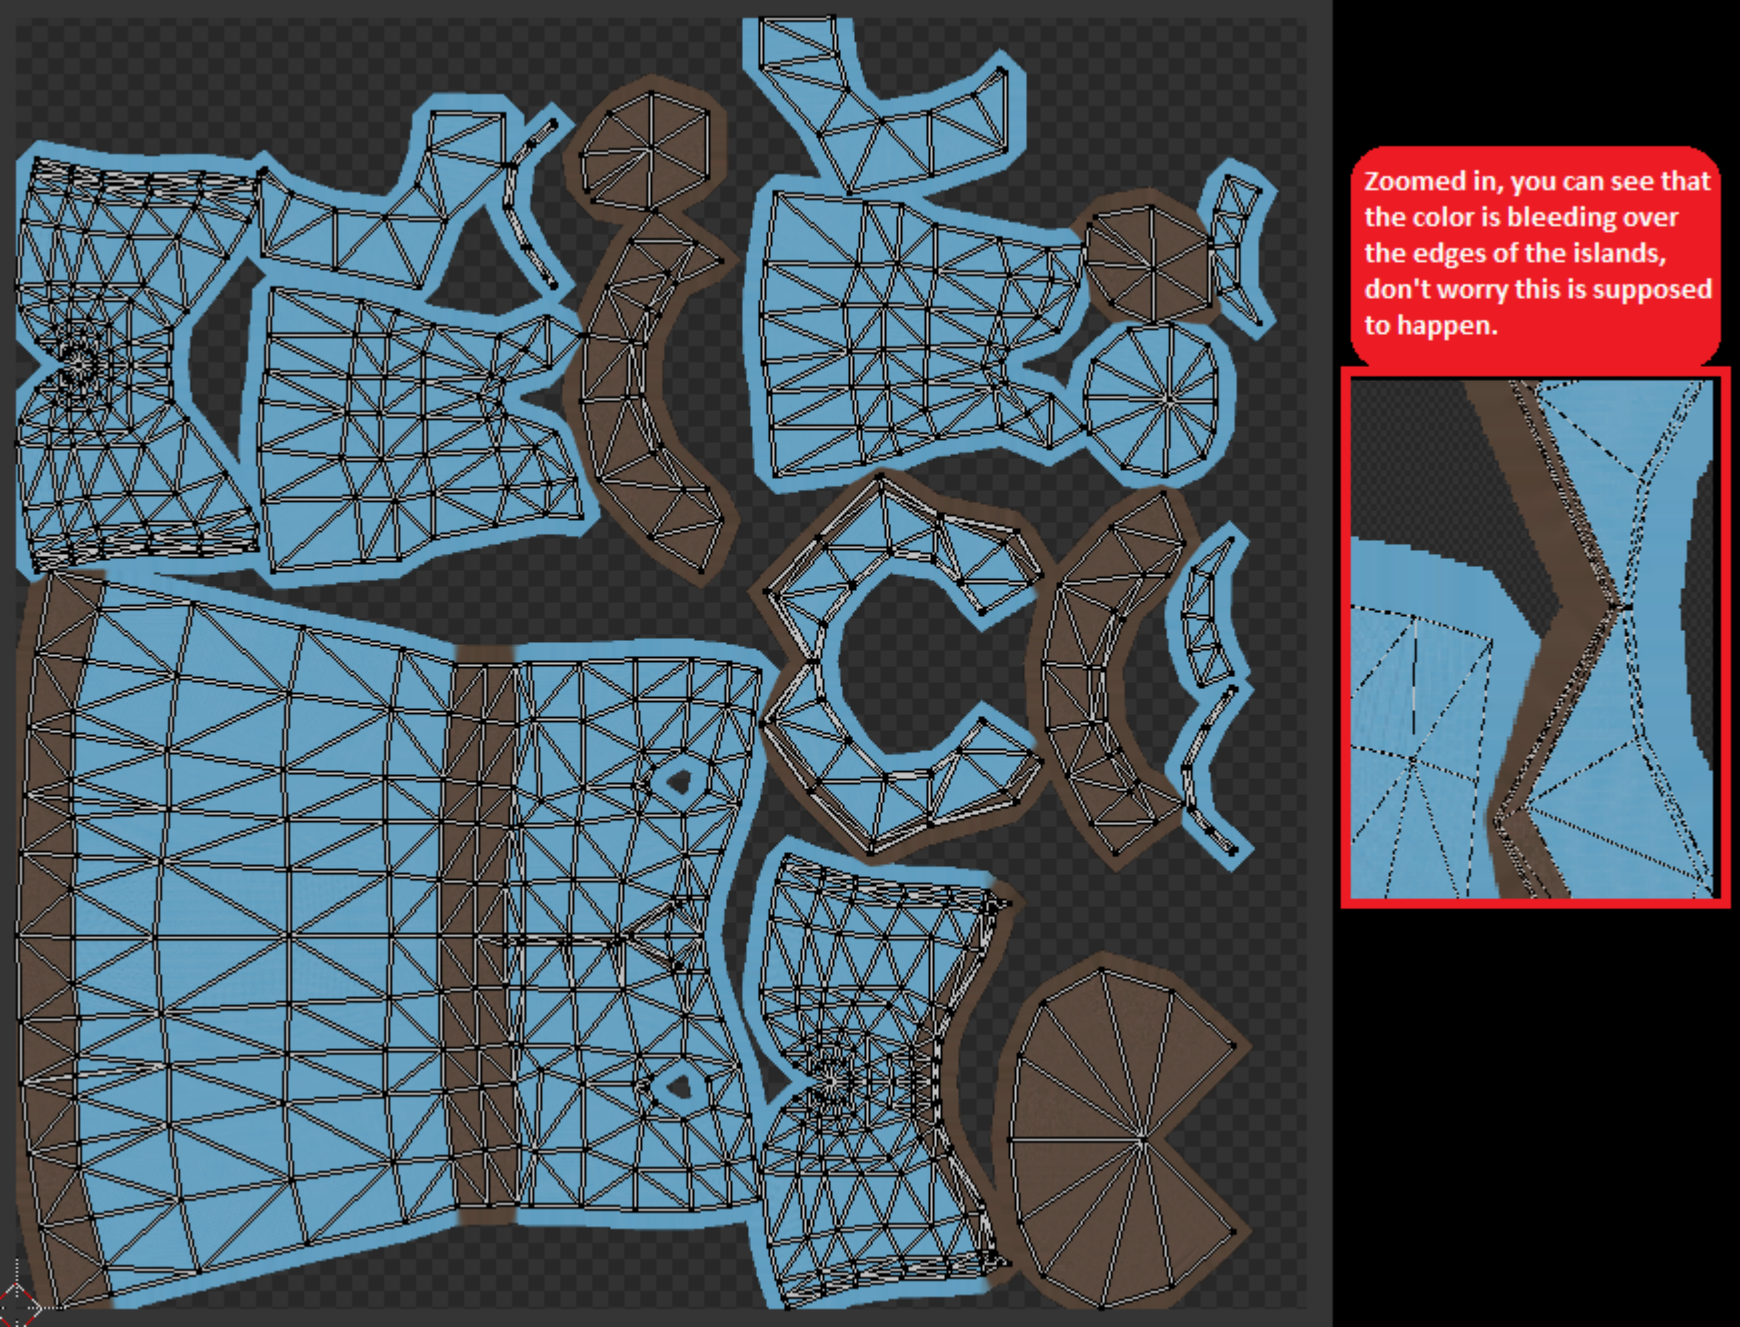 Zoomed in, you can see that
the color is bleeding over
the edges of the islands,
don't worry this is supposed
to happen.